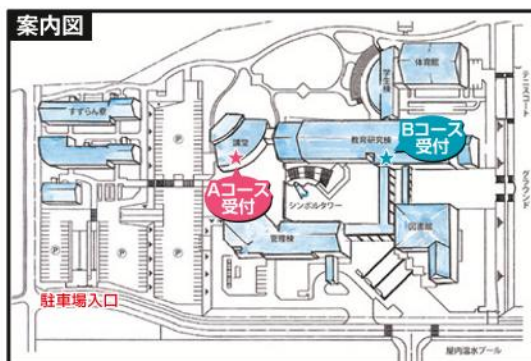 案内図
体育館
学生棟
テニスコート
すずらん寮
講堂
教育研究棟
Bコース
受付
グラウンド
Aコース
受付
シンボルタワー
図書館
管理棟
P
P
P
P
P
駐車場入口
屋内温水プール